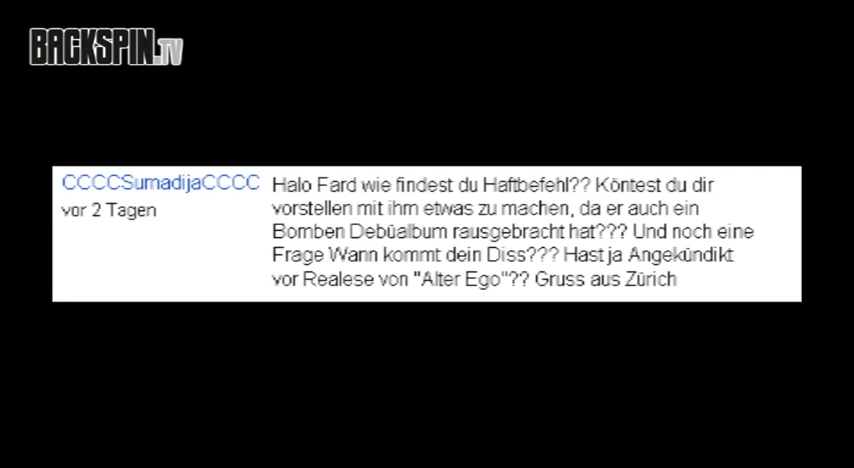 BACKSPIN.TV
CCCCSumadijaCCCC
vor 2 Tagen
Halo Fard wie findest du Haftbefehl?? Köntest du dir
vorstellen mit ihm etwas zu machen, da er auch ein
Bomben Debüalbum rausgebracht hat??? Und noch eine
Frage Wann kommt dein Diss??? Hast ja Angekündikt
vor Realese von "Alter Ego"?? Gruss aus Zürich